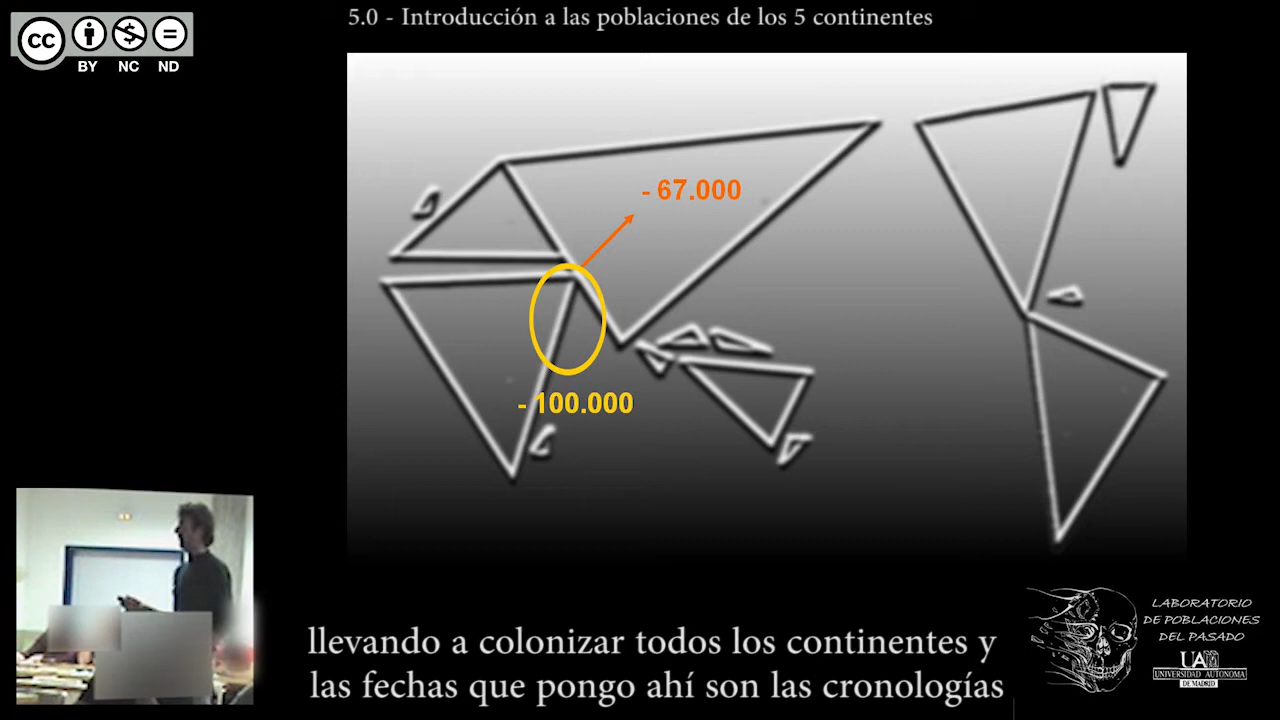 5.0 - Introducción a las poblaciones de los 5 continentes
CC
BY NC ND
- 67.000
- 100.000
LABORATORIO
DE POBLACIONES
DEL PASADO
UAM
UNIVERSIDAD AUTONOMA
DE MADRID
llevando a colonizar todos los continentes y
las fechas que pongo ahí son las cronologías